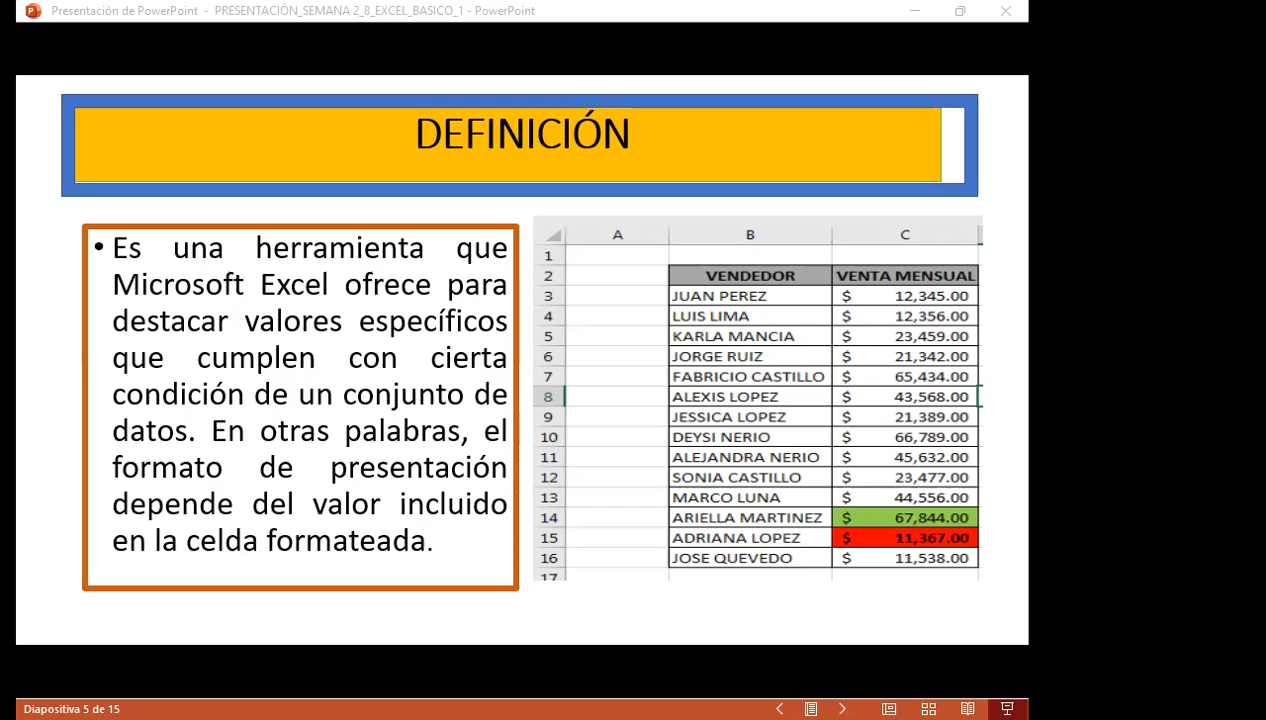 Presentación de PowerPoint - PRESENTACIÓN_SEMANA 2_8_EXCEL_BASICO_1 - PowerPoint
DEFINICIÓN
• Es una herramienta que
Microsoft Excel ofrece para
destacar valores específicos
que cumplen con cierta
condición de un conjunto de
datos. En otras palabras, el
formato de presentación
depende del valor incluido
en la celda formateada.
A B C
1
2 VENDEDOR VENTA MENSUAL
3 JUAN PEREZ $ 12,345.00
4 LUIS LIMA $ 12,356.00
5 KARLA MANCIA $ 23,459.00
6 JORGE RUIZ $ 21,342.00
7 FABRICIO CASTILLO $ 65,434.00
8 ALEXIS LOPEZ $ 43,568.00
9 JESSICA LOPEZ $ 21,389.00
10 DEYSI NERIO $ 66,789.00
11 ALEJANDRA NERIO $ 45,632.00
12 SONIA CASTILLO $ 23,477.00
13 MARCO LUNA $ 44,556.00
14 ARIELLA MARTINEZ $ 67,844.00
15 ADRIANA LOPEZ $ 11,367.00
16 JOSE QUEVEDO $ 11,538.00
17
Diapositiva 5 de 15